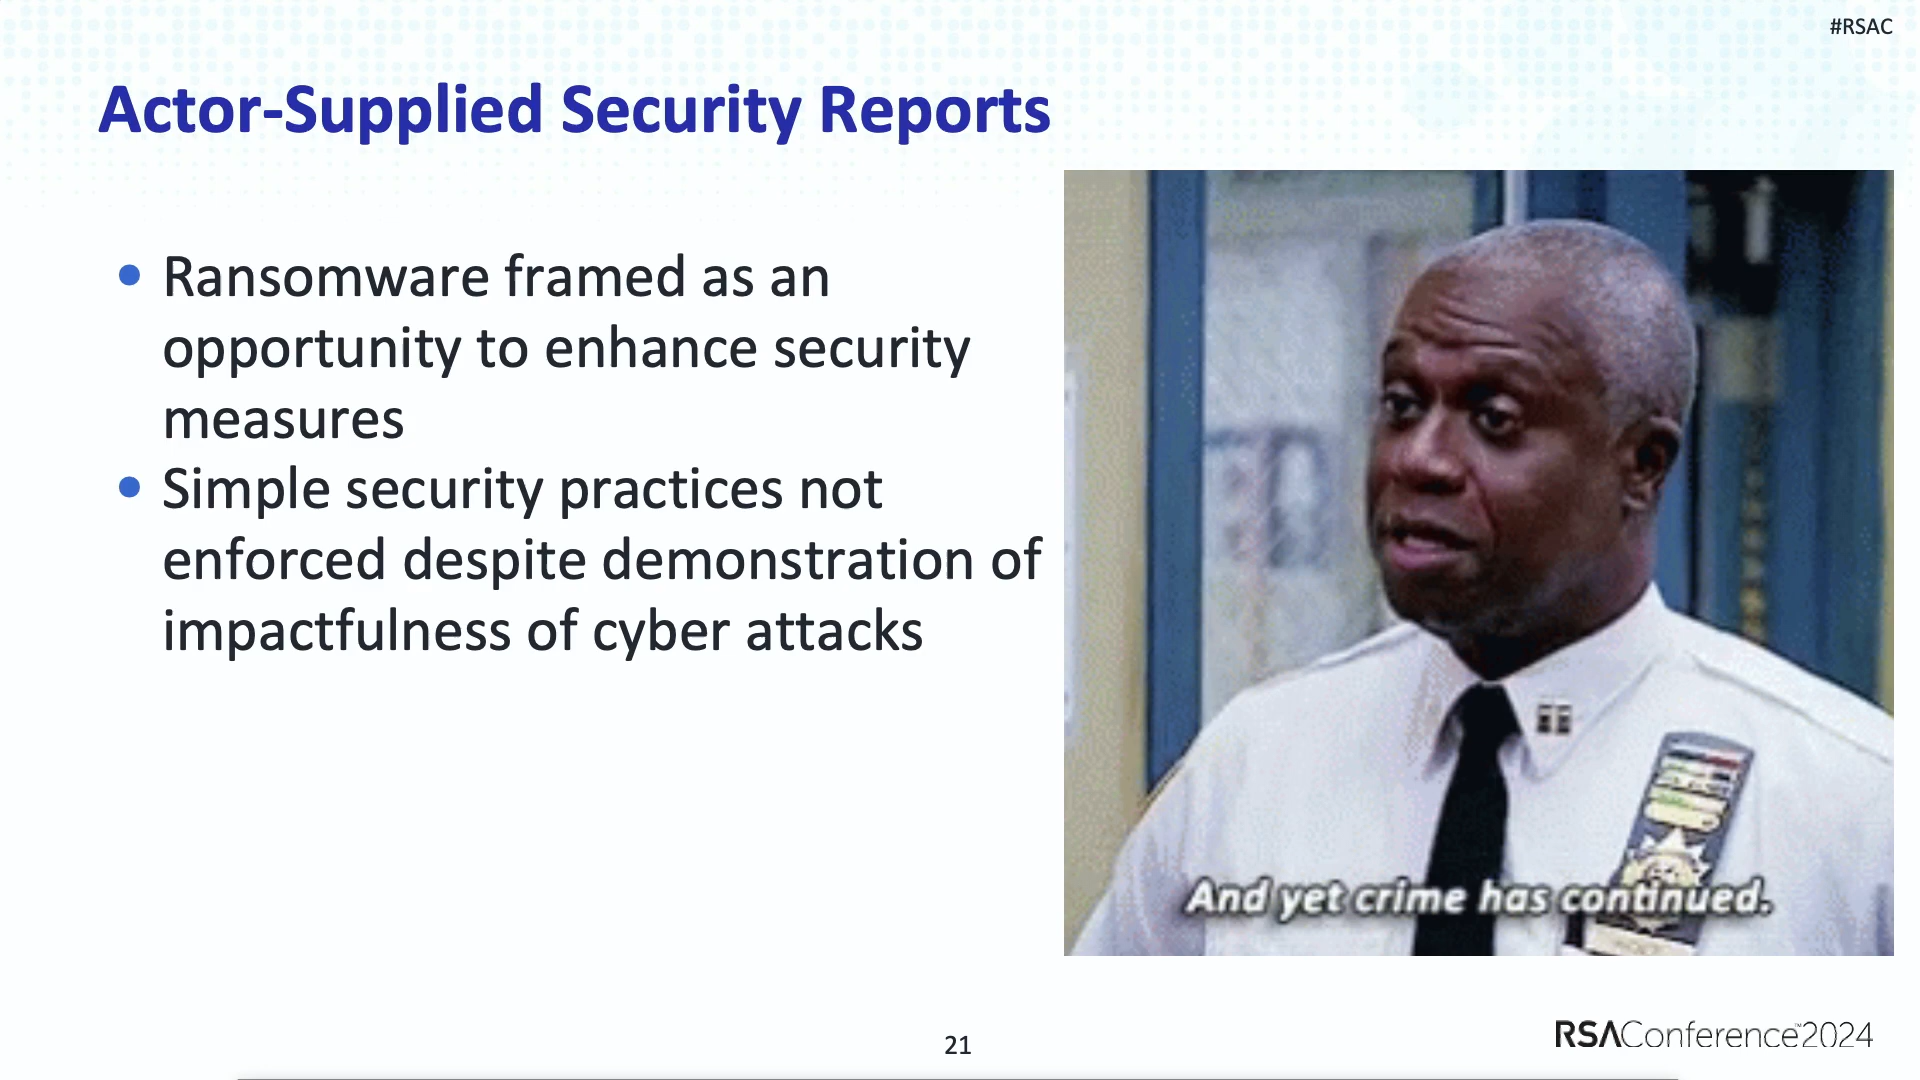 #RSAC
Actor-Supplied Security Reports
Ransomware framed as an
opportunity to enhance security
measures
Simple security practices not
enforced despite demonstration of
impactfulness of cyber attacks
And yet crime has continued.
21
RSAConference™2024